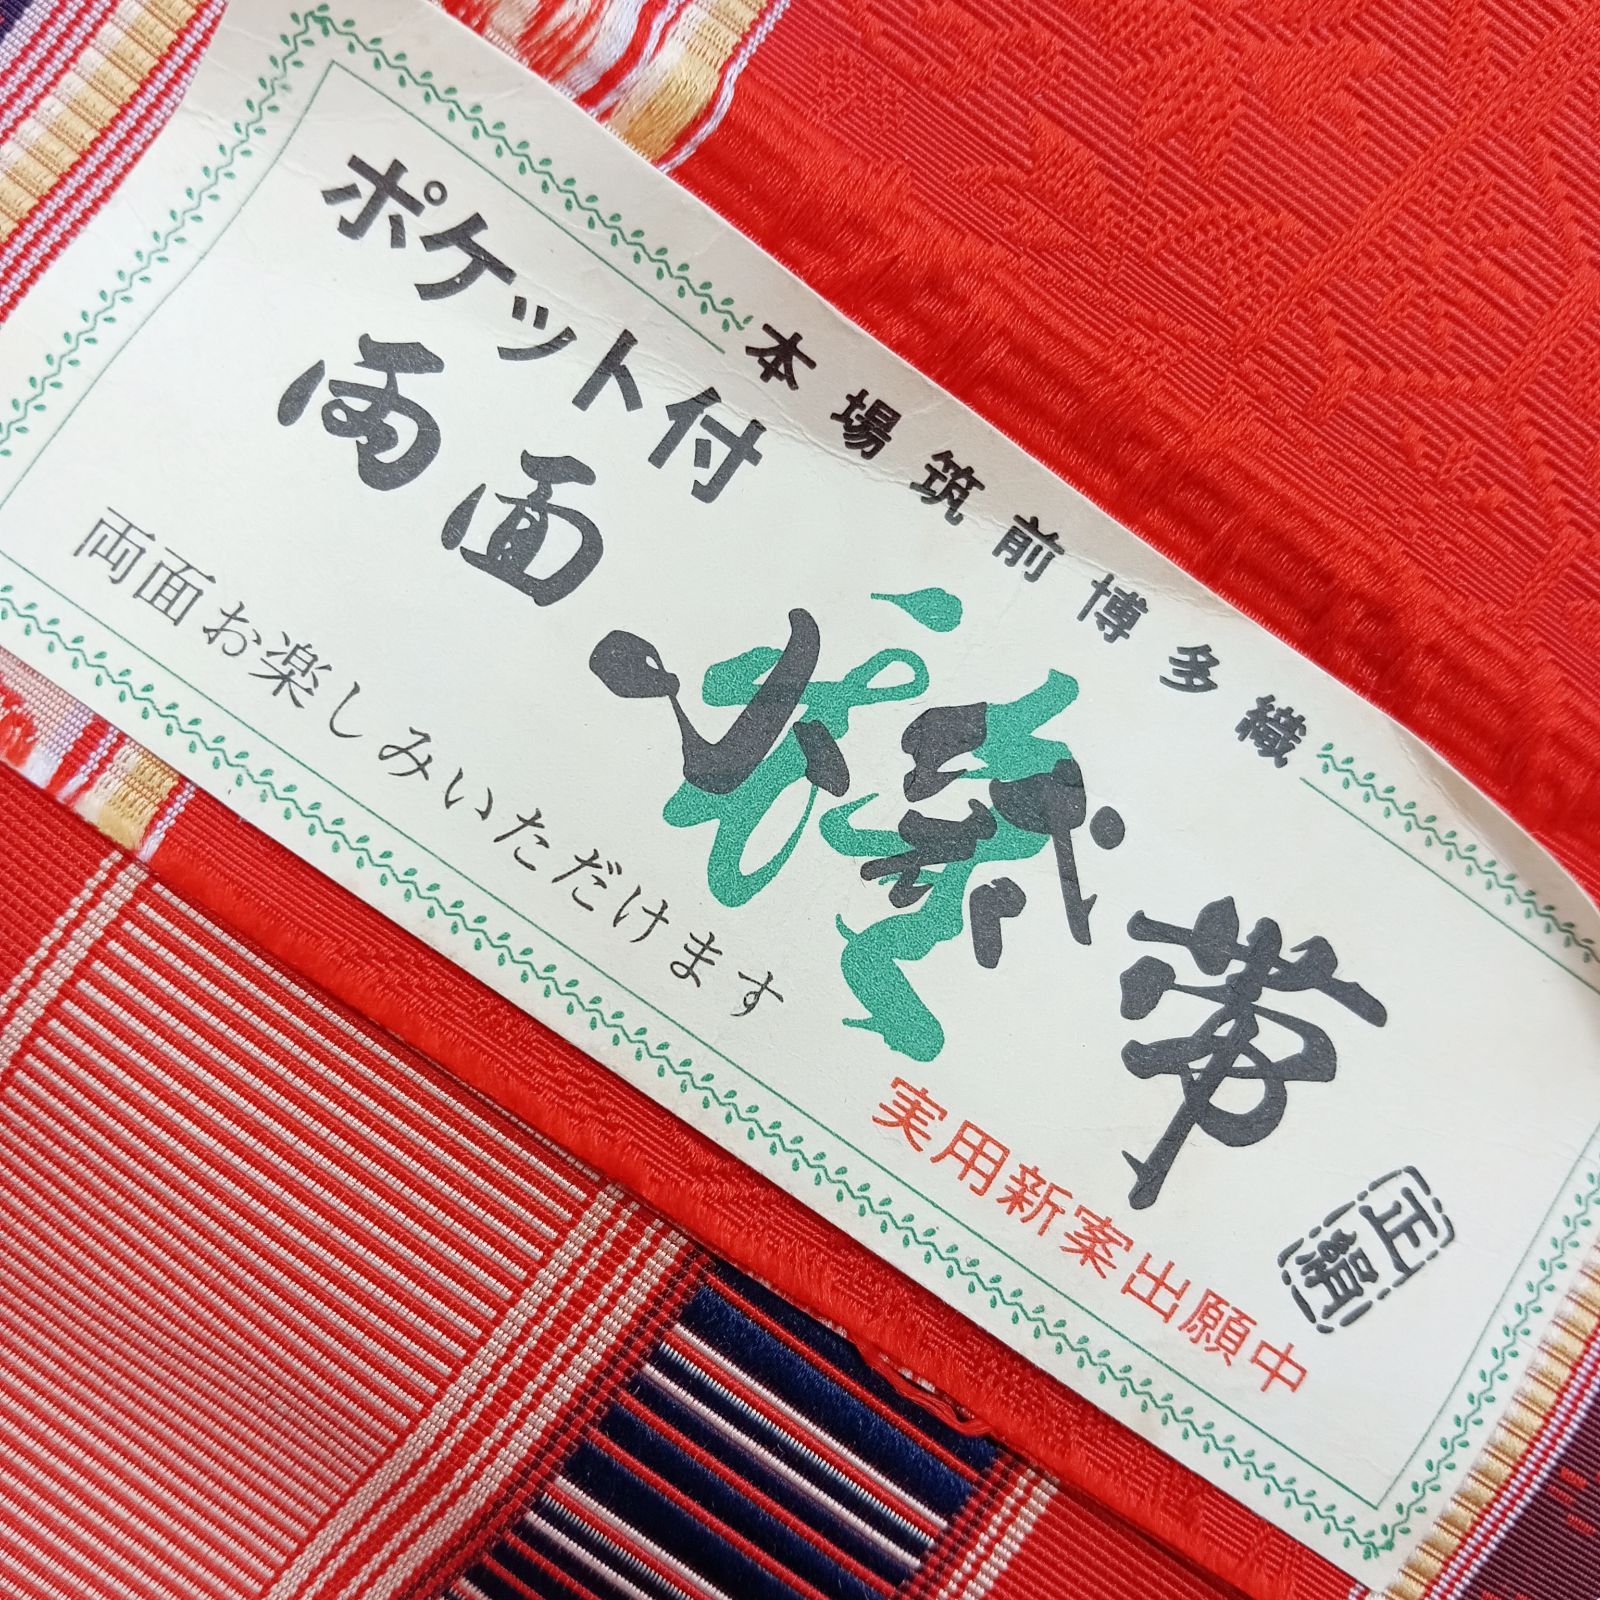 本場筑前博多織
ポケット付
両面小袋帯
両面お楽しみいただけます
実用新案出願中
正絹